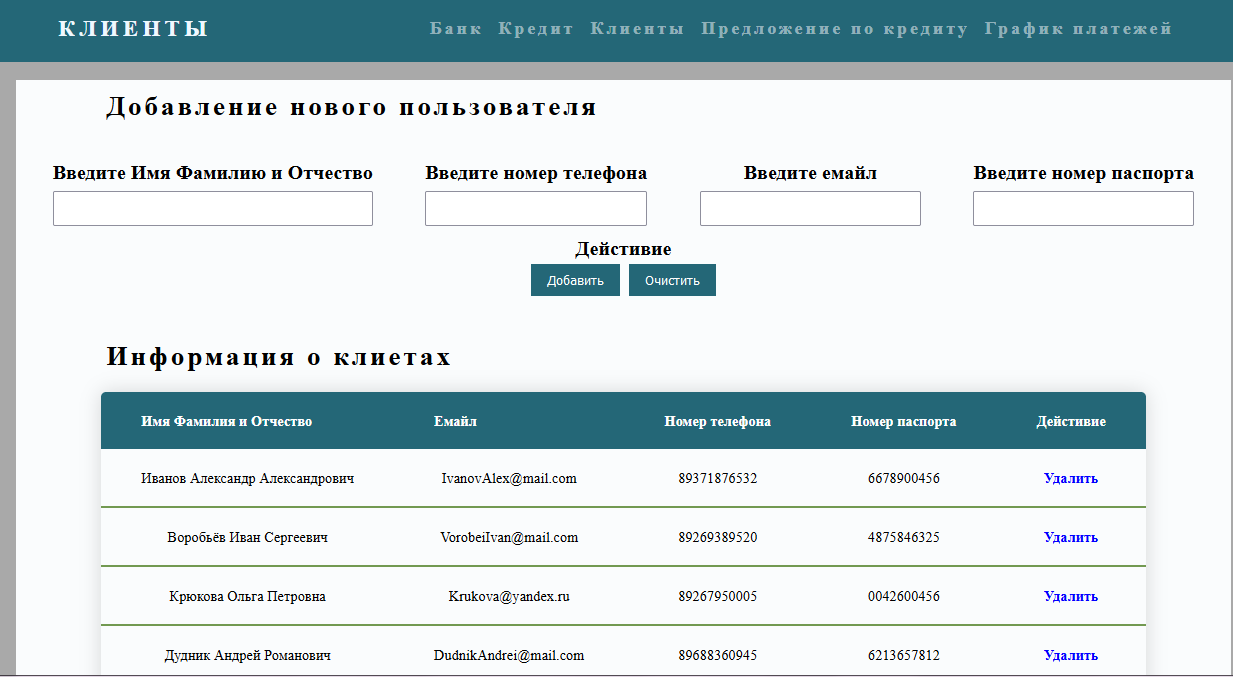 КЛИЕНТЫ Банк Кредит Клиенты Предложение по кредиту График платежей
Добавление нового пользователя
Введите Имя Фамилию и Отчество Введите номер телефона Введите емайл Введите номер паспорта
Действие
Добавить Очистить
Информация о клиетах
Имя Фамилия и Отчество Емайл Номер телефона Номер паспорта Действие
Иванов Александр Александрович IvanovAlex@mail.com 89371876532 6678900456 Удалить
Воробьёв Иван Сергеевич VorobeiIvan@mail.com 89269389520 4875846325 Удалить
Крюкова Ольга Петровна Krukova@yandex.ru 89267950005 0042600456 Удалить
Дудник Андрей Романович DudnikAndrei@mail.com 89688360945 6213657812 Удалить